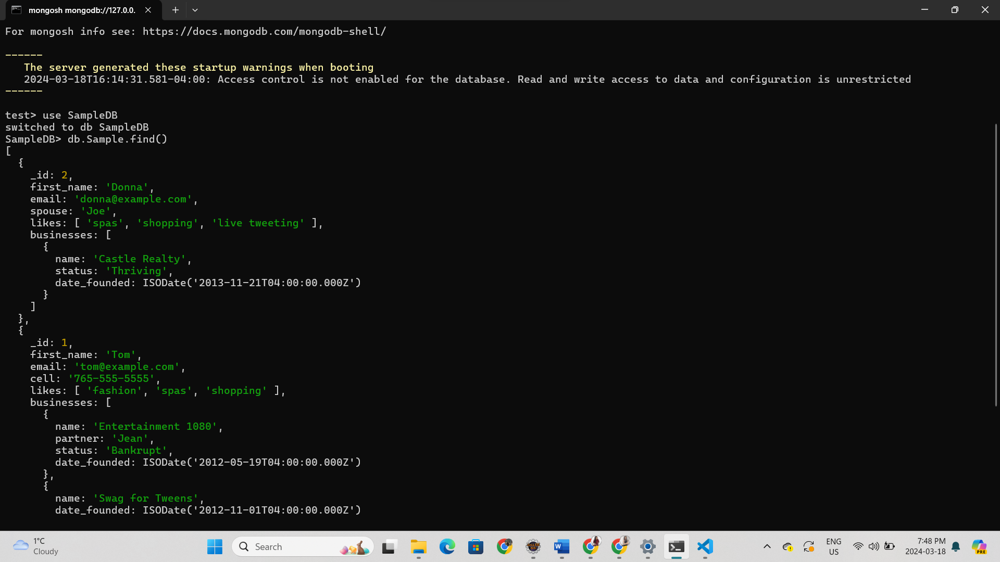 mongosh mongodb://127.0.0.
For mongosh info see: https://docs.mongodb.com/mongodb-shell/
------
   The server generated these startup warnings when booting
   2024-03-18T16:14:31.581-04:00: Access control is not enabled for the database. Read and write access to data and configuration is unrestricted
------
test> use SampleDB
switched to db SampleDB
SampleDB> db.Sample.find()
[
  {
    _id: 2,
    first_name: 'Donna',
    email: 'donna@example.com',
    spouse: 'Joe',
    likes: [ 'spas', 'shopping', 'live tweeting' ],
    businesses: [
      {
        name: 'Castle Realty',
        status: 'Thriving',
        date_founded: ISODate('2013-11-21T04:00:00.000Z')
      }
    ]
  },
  {
    _id: 1,
    first_name: 'Tom',
    email: 'tom@example.com',
    cell: '765-555-5555',
    likes: [ 'fashion', 'spas', 'shopping' ],
    businesses: [
      {
        name: 'Entertainment 1080',
        partner: 'Jean',
        status: 'Bankrupt',
        date_founded: ISODate('2012-05-19T04:00:00.000Z')
      },
      {
        name: 'Swag for Tweens',
        date_founded: ISODate('2012-11-01T04:00:00.000Z')
1°C
Cloudy
Search
ENG
US
7:48 PM
2024-03-18
PRE